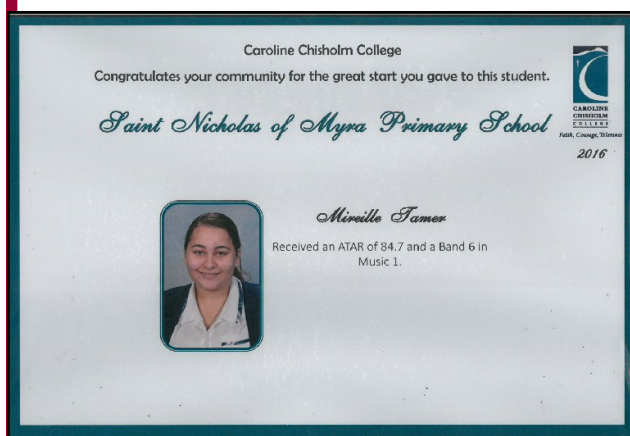 Caroline Chisholm College
Congratulates your community for the great start you gave to this student.
Saint Nicholas of Myra Primary School
CAROLINE
CHISHOLM
COLLEGE
Faith, Courage, Tolerance
2016
Mireille Tamer
Received an ATAR of 84.7 and a Band 6 in
Music 1.